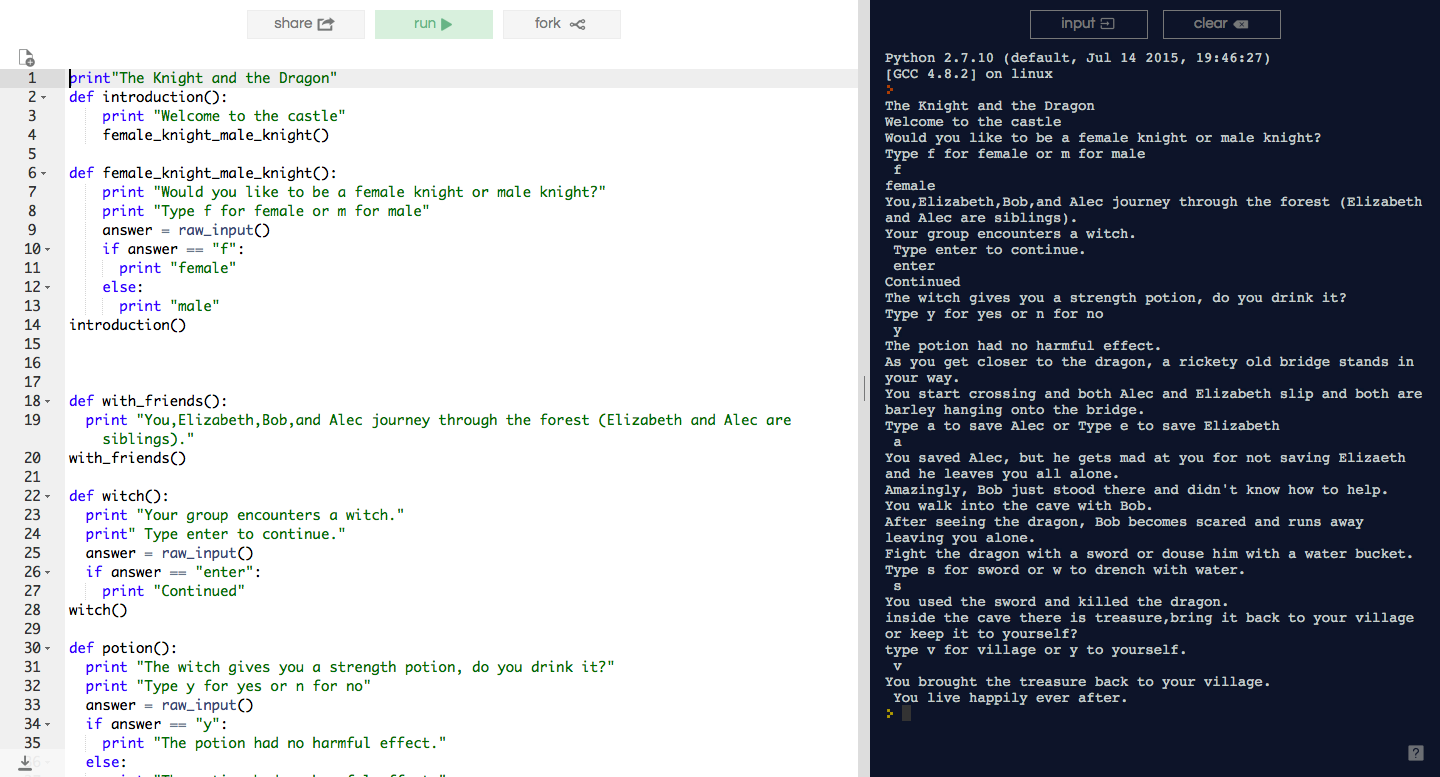 share
run
fork
1 print"The Knight and the Dragon"
2 def introduction():
3 print "Welcome to the castle"
4 female_knight_male_knight()
5
6 def female_knight_male_knight():
7 print "Would you like to be a female knight or male knight?"
8 print "Type f for female or m for male"
9 answer = raw_input()
10 if answer == "f":
11 print "female"
12 else:
13 print "male"
14 introduction()
15
16
17
18 def with_friends():
19 print "You,Elizabeth,Bob,and Alec journey through the forest (Elizabeth and Alec are
siblings)."
20 with_friends()
21
22 def witch():
23 print "Your group encounters a witch."
24 print" Type enter to continue."
25 answer = raw_input()
26 if answer == "enter":
27 print "Continued"
28 witch()
29
30 def potion():
31 print "The witch gives you a strength potion, do you drink it?"
32 print "Type y for yes or n for no"
33 answer = raw_input()
34 if answer == "y":
35 print "The potion had no harmful effect."
else:
input
clear
Python 2.7.10 (default, Jul 14 2015, 19:46:27)
[GCC 4.8.2] on linux
The Knight and the Dragon
Welcome to the castle
Would you like to be a female knight or male knight?
Type f for female or m for male
f
female
You,Elizabeth,Bob,and Alec journey through the forest (Elizabeth
and Alec are siblings).
Your group encounters a witch.
Type enter to continue.
enter
Continued
The witch gives you a strength potion, do you drink it?
Type y for yes or n for no
y
The potion had no harmful effect.
As you get closer to the dragon, a rickety old bridge stands in
your way.
You start crossing and both Alec and Elizabeth slip and both are
barley hanging onto the bridge.
Type a to save Alec or Type e to save Elizabeth
a
You saved Alec, but he gets mad at you for not saving Elizaeth
and he leaves you all alone.
Amazingly, Bob just stood there and didn't know how to help.
You walk into the cave with Bob.
After seeing the dragon, Bob becomes scared and runs away
leaving you alone.
Fight the dragon with a sword or douse him with a water bucket.
Type s for sword or w to drench with water.
s
You used the sword and killed the dragon.
inside the cave there is treasure,bring it back to your village
or keep it to yourself?
type v for village or y to yourself.
v
You brought the treasure back to your village.
You live happily ever after.
?